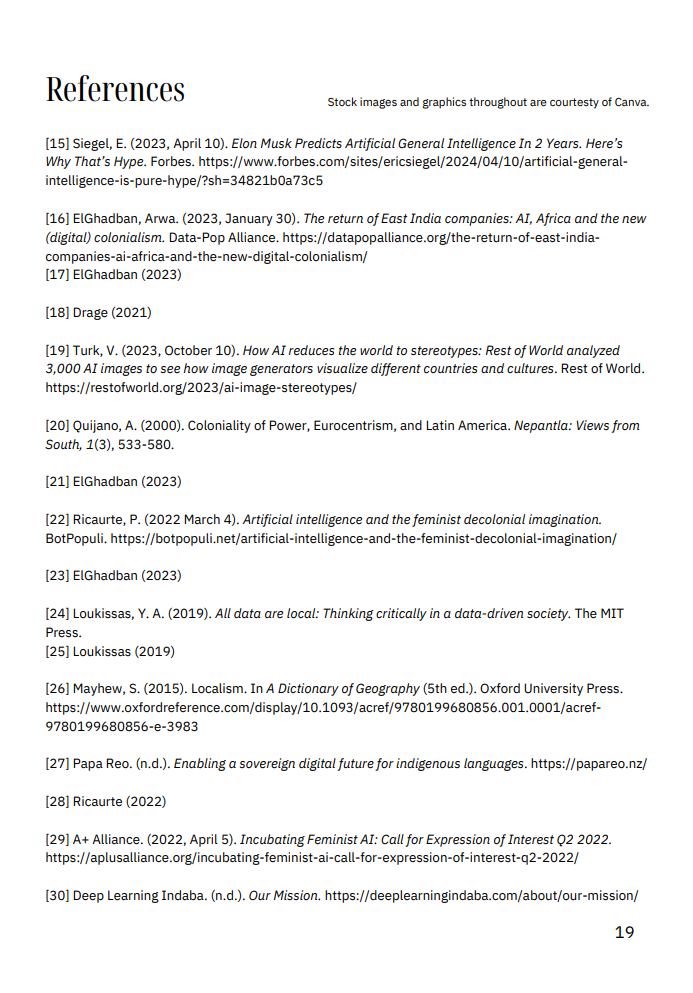 References
Stock images and graphics throughout are courtesty of Canva.
[15] Siegel, E. (2023, April 10). Elon Musk Predicts Artificial General Intelligence In 2 Years. Here's
Why That's Hype. Forbes. https://www.forbes.com/sites/ericsiegel/2024/04/10/artificial-general-
intelligence-is-pure-hype/?sh=34821b0a73c5
[16] ElGhadban, Arwa. (2023, January 30). The return of East India companies: AI, Africa and the new
(digital) colonialism. Data-Pop Alliance. https://datapopalliance.org/the-return-of-east-india-
companies-ai-africa-and-the-new-digital-colonialism/
[17] ElGhadban (2023)
[18] Drage (2021)
[19] Turk, V. (2023, October 10). How AI reduces the world to stereotypes: Rest of World analyzed
3,000 AI images to see how image generators visualize different countries and cultures. Rest of World.
https://restofworld.org/2023/ai-image-stereotypes/
[20] Quijano, A. (2000). Coloniality of Power, Eurocentrism, and Latin America. Nepantla: Views from
South, 1(3), 533-580.
[21] ElGhadban (2023)
[22] Ricaurte, P. (2022 March 4). Artificial intelligence and the feminist decolonial imagination.
BotPopuli. https://botpopuli.net/artificial-intelligence-and-the-feminist-decolonial-imagination/
[23] ElGhadban (2023)
[24] Loukissas, Y. A. (2019). All data are local: Thinking critically in a data-driven society. The MIT
Press.
[25] Loukissas (2019)
[26] Mayhew, S. (2015). Localism. In A Dictionary of Geography (5th ed.). Oxford University Press.
https://www.oxfordreference.com/display/10.1093/acref/9780199680856.001.0001/acref-
9780199680856-e-3983
[27] Papa Reo. (n.d.). Enabling a sovereign digital future for indigenous languages. https://papareo.nz/
[28] Ricaurte (2022)
[29] A+ Alliance. (2022, April 5). Incubating Feminist AI: Call for Expression of Interest Q2 2022.
https://aplusalliance.org/incubating-feminist-ai-call-for-expression-of-interest-q2-2022/
[30] Deep Learning Indaba. (n.d.). Our Mission. https://deeplearningindaba.com/about/our-mission/
19